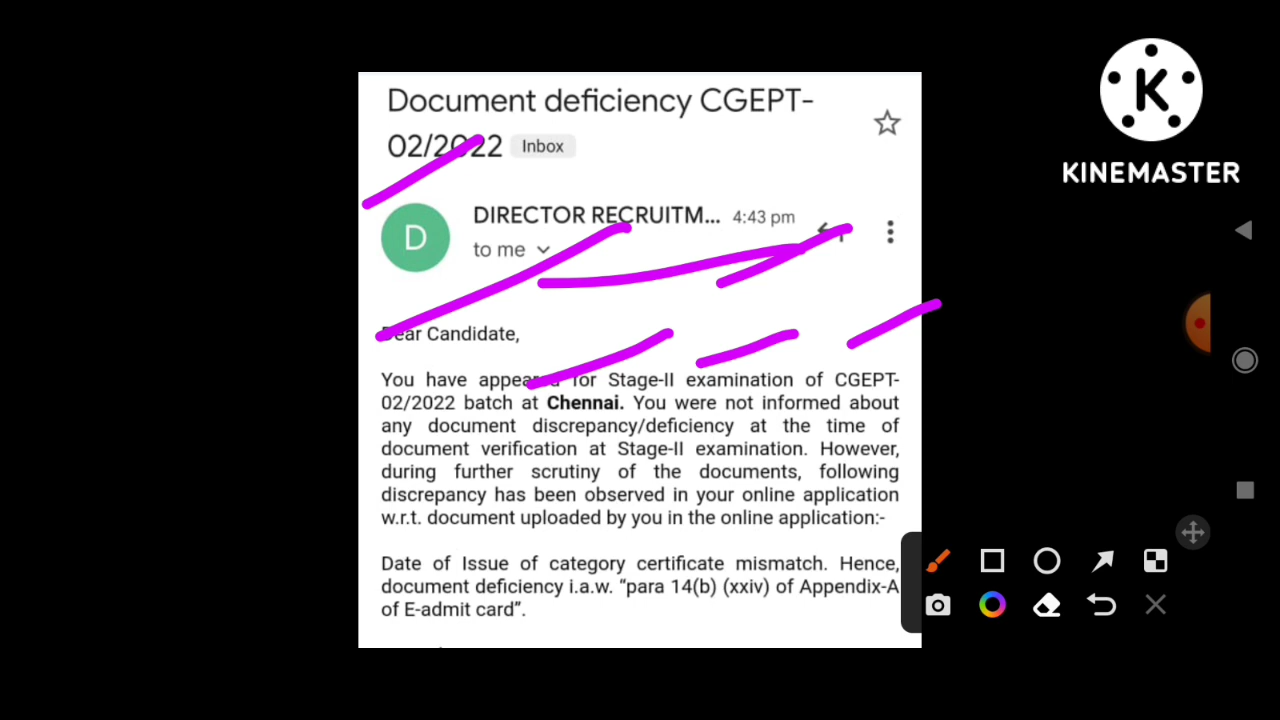 Document deficiency CGEPT-
02/2022 Inbox
D
DIRECTOR RECRUITM... 4:43 pm
to me
Dear Candidate,
You have appeared for Stage-II examination of CGEPT-
02/2022 batch at Chennai. You were not informed about
any document discrepancy/deficiency at the time of
document verification at Stage-II examination. However,
during further scrutiny of the documents, following
discrepancy has been observed in your online application
w.r.t. document uploaded by you in the online application:-
Date of Issue of category certificate mismatch. Hence,
document deficiency i.a.w. “para 14(b) (xxiv) of Appendix-A
of E-admit card”.
K
KINEMASTER